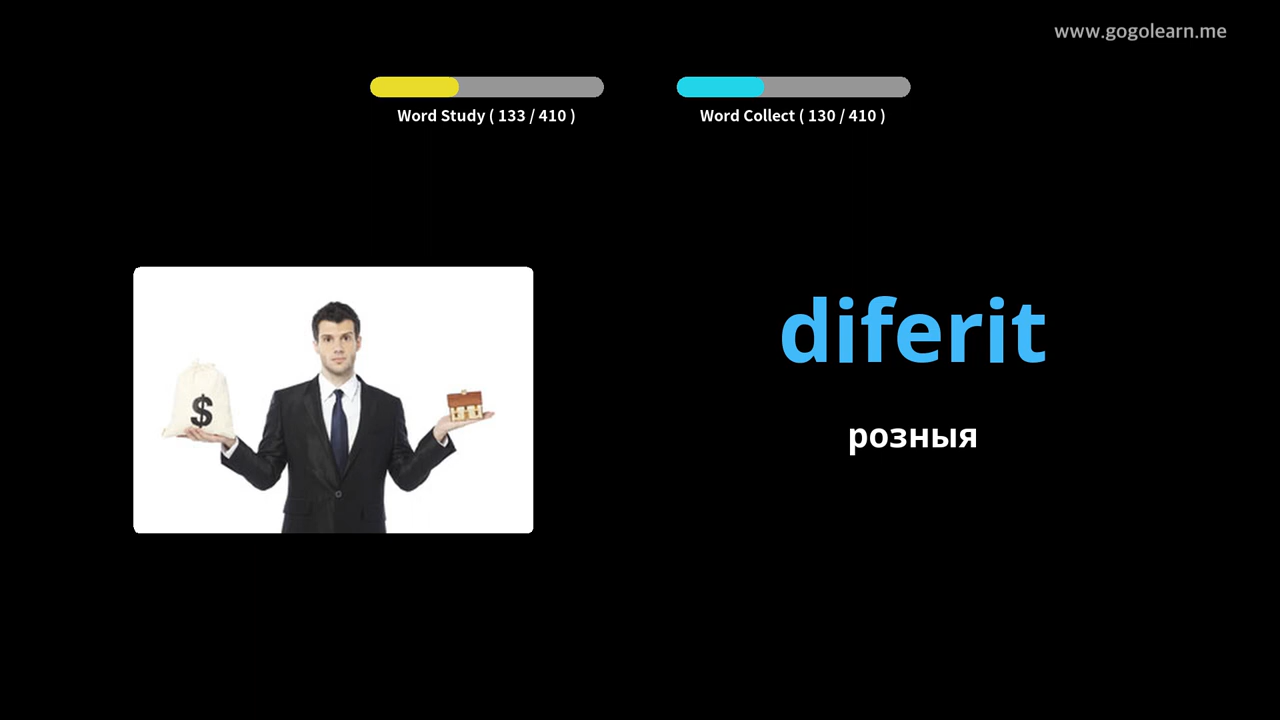 www.gogolearn.me
Word Study ( 133 / 410 )
Word Collect ( 130 / 410 )
$
diferit
розныя